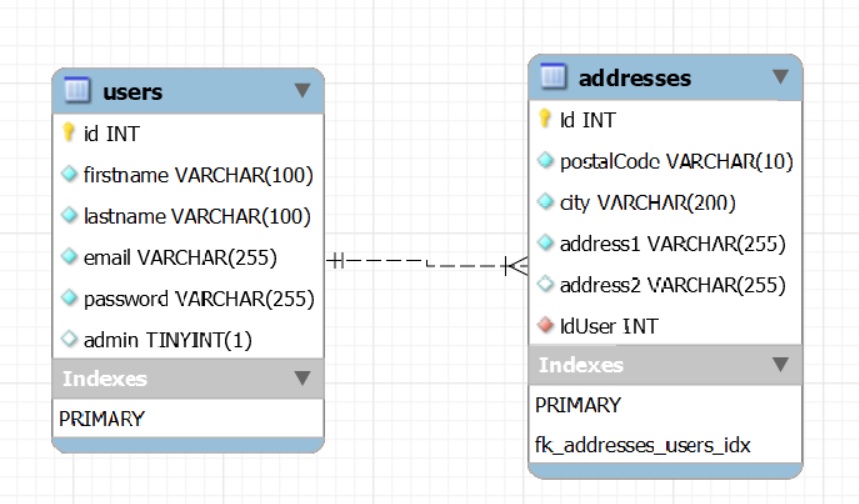 users
id INT
firstname VARCHAR(100)
lastname VARCHAR(100)
email VARCHAR(255)
password VARCHAR(255)
admin TINYINT(1)
Indexes
PRIMARY
addresses
Id INT
postalCode VARCHAR(10)
city VARCHAR(200)
address1 VARCHAR(255)
address2 VARCHAR(255)
IdUser INT
Indexes
PRIMARY
fk_addresses_users_idx